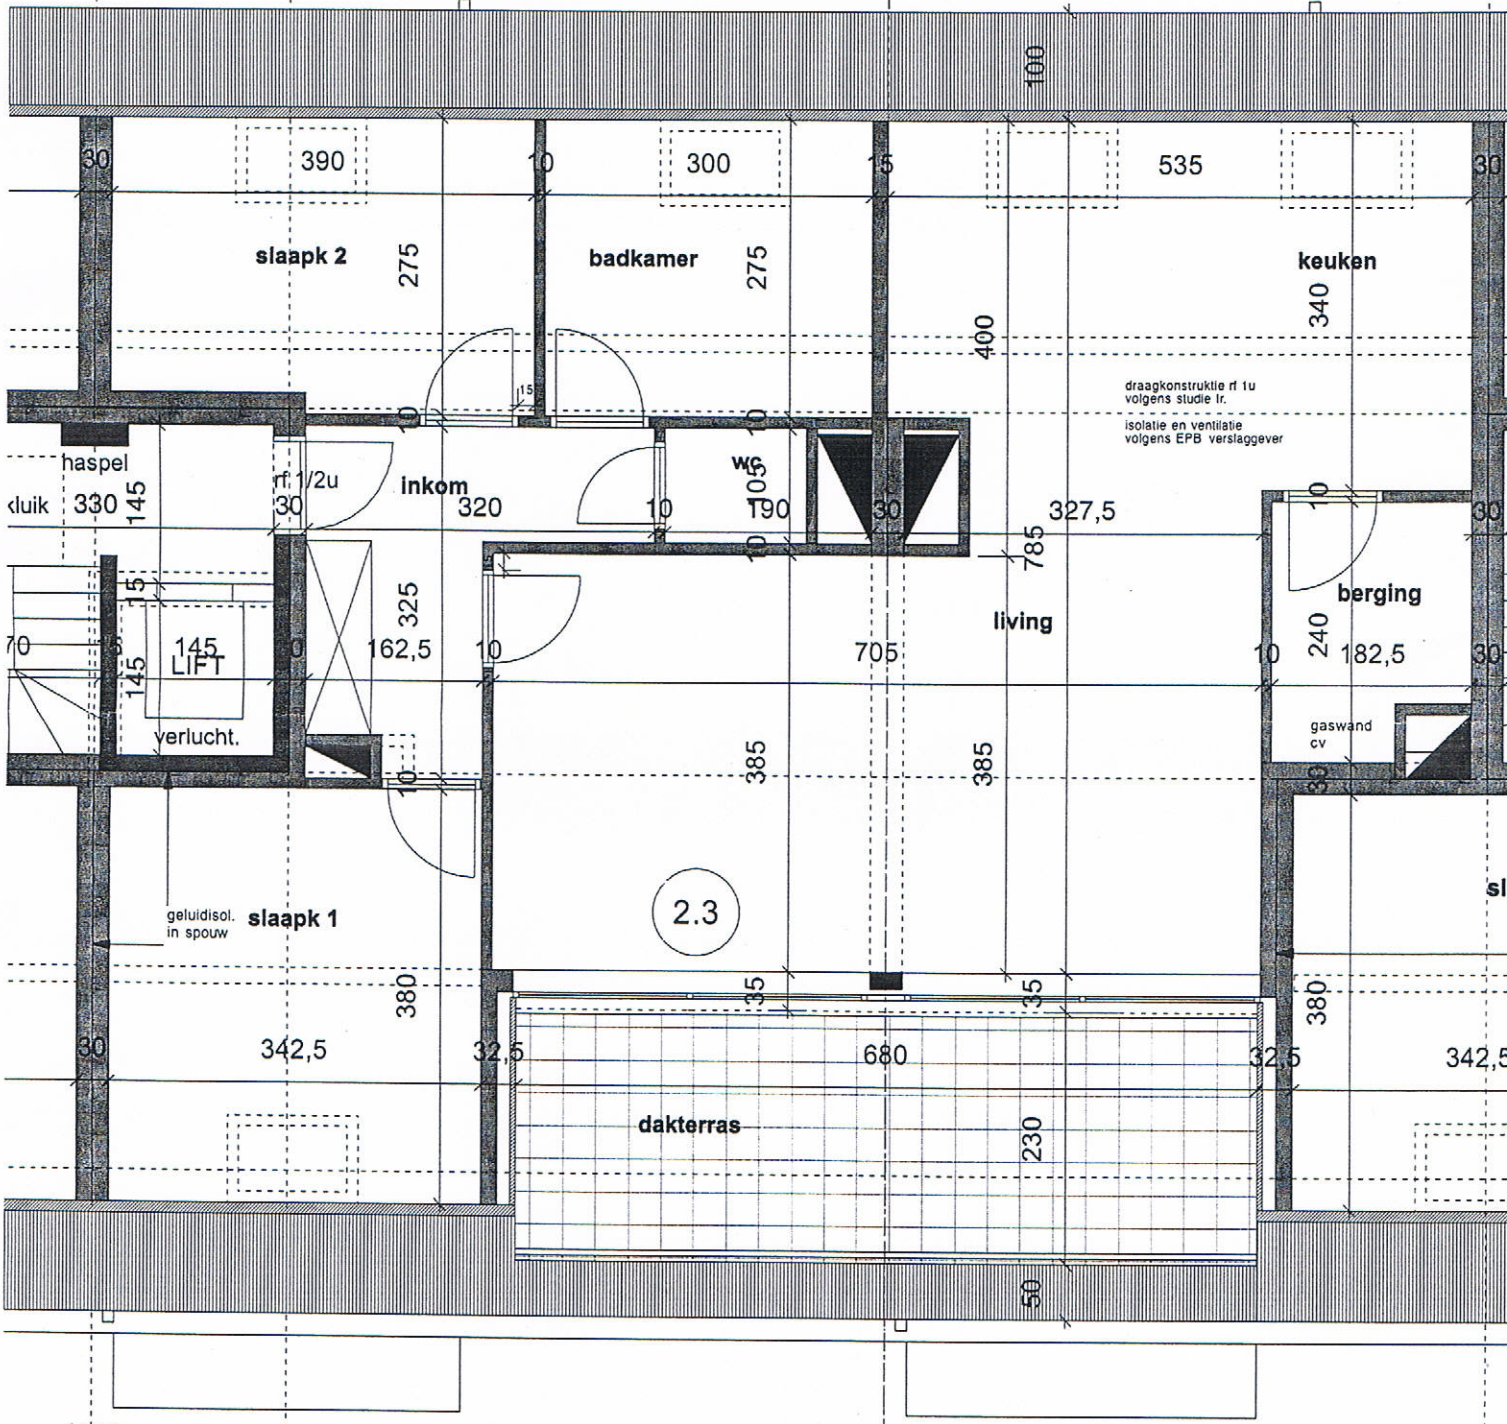 100
30 390 10 300 15 535 30
slaapk 2
275
badkamer
275
keuken
340
400
draagkonstruktie rf 1u
volgens studie Ir.
isolatie en ventilatie
volgens EPB verslaggever
15
10
10
haspel
rf 1/2u
inkom
wc
105
kluik 330
145
30 320 10 190 30 327,5
10
30
10
785
15
325
living
berging
240
70 145
LIFT
145
162,5 10 705 10 182,5 30
verlucht.
gaswand
cv
385
385
10
30
geluidisol.
in spouw
slaapk 1
2.3
sl
380
35
35
380
30 342,5 32,5 680 32,5 342,5
dakterras
230
50